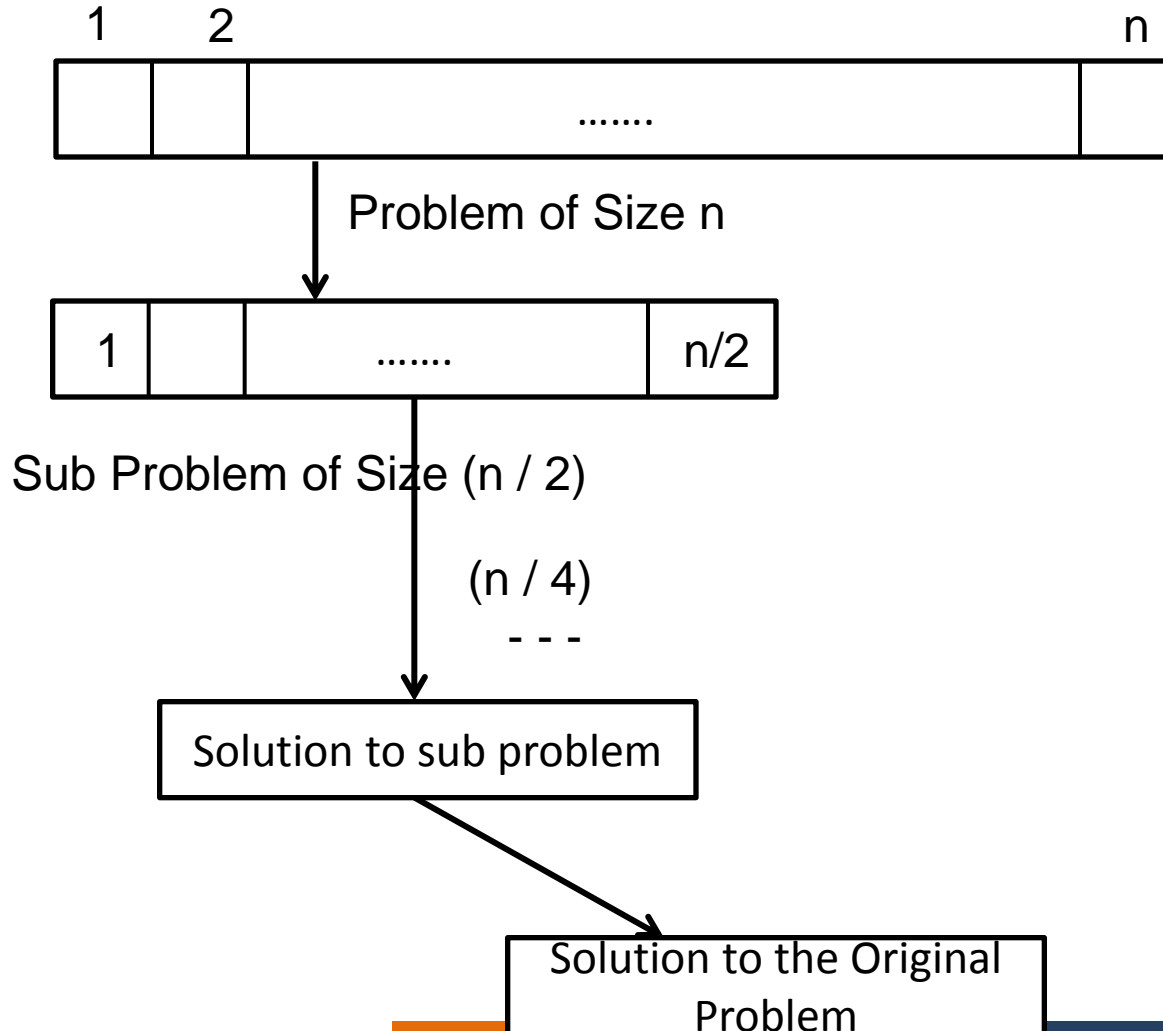 1 2 n
.......
Problem of Size n
1 ....... n/2
Sub Problem of Size (n / 2)
(n / 4)
- - -
Solution to sub problem
Solution to the Original
Problem